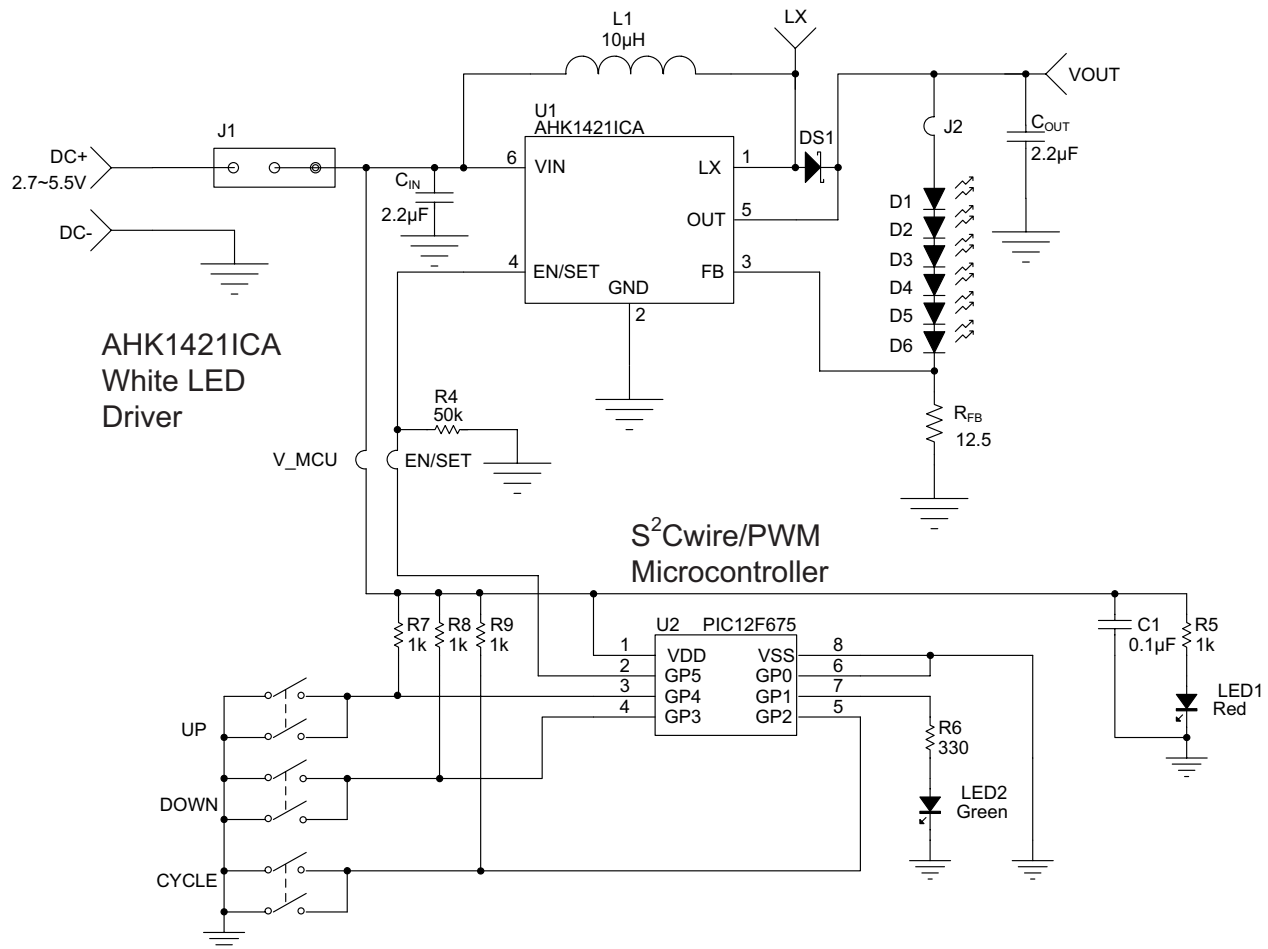 L1
10µH
LX
VOUT
J1
DC+
2.7~5.5V
DC-
U1
AHK1421ICA
6
VIN
LX
1
DS1
J2
COUT
2.2µF
CIN
2.2µF
OUT
5
4
EN/SET
FB
3
GND
2
D1
D2
D3
D4
D5
D6
RFB
12.5
AHK1421ICA
White LED
Driver
R4
50k
V_MCU
EN/SET
S²Cwire/PWM
Microcontroller
R7
1k
R8
1k
R9
1k
U2
PIC12F675
1
VDD
VSS
8
2
GP5
GP0
6
3
GP4
GP1
7
4
GP3
GP2
5
C1
0.1µF
R5
1k
LED1
Red
R6
330
LED2
Green
UP
DOWN
CYCLE